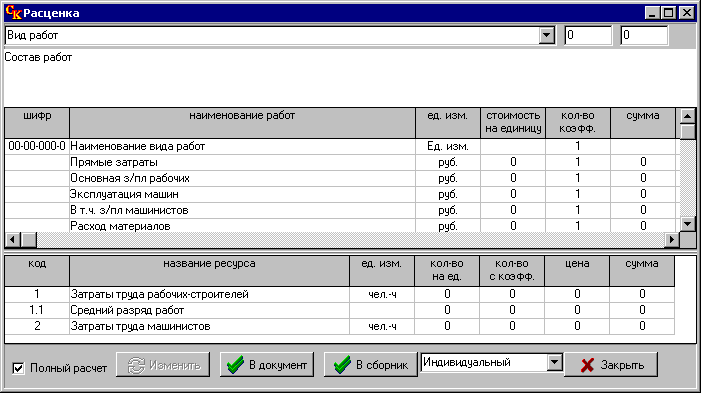 СК Расценка
Вид работ 0 0
Состав работ
шифр наименование работ ед. изм. стоимость на единицу кол-во коэфф. сумма
00-00-000-0 Наименование вида работ Ед. изм. 1
Прямые затраты руб. 0 1 0
Основная з/пл рабочих руб. 0 1 0
Эксплуатация машин руб. 0 1 0
В т.ч. з/пл машинистов руб. 0 1 0
Расход материалов руб. 0 1 0
код название ресурса ед. изм. кол-во на ед. кол-во с коэфф. цена сумма
1 Затраты труда рабочих-строителей чел.-ч 0 0 0 0
1.1 Средний разряд работ 0 0 0 0
2 Затраты труда машинистов чел.-ч 0 0 0 0
Полный расчет Изменить В документ В сборник Индивидуальный Закрыть